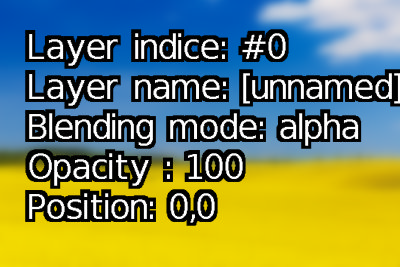 Layer indice: #0
Layer name: [unnamed]
Blending mode: alpha
Opacity : 100
Position: 0,0